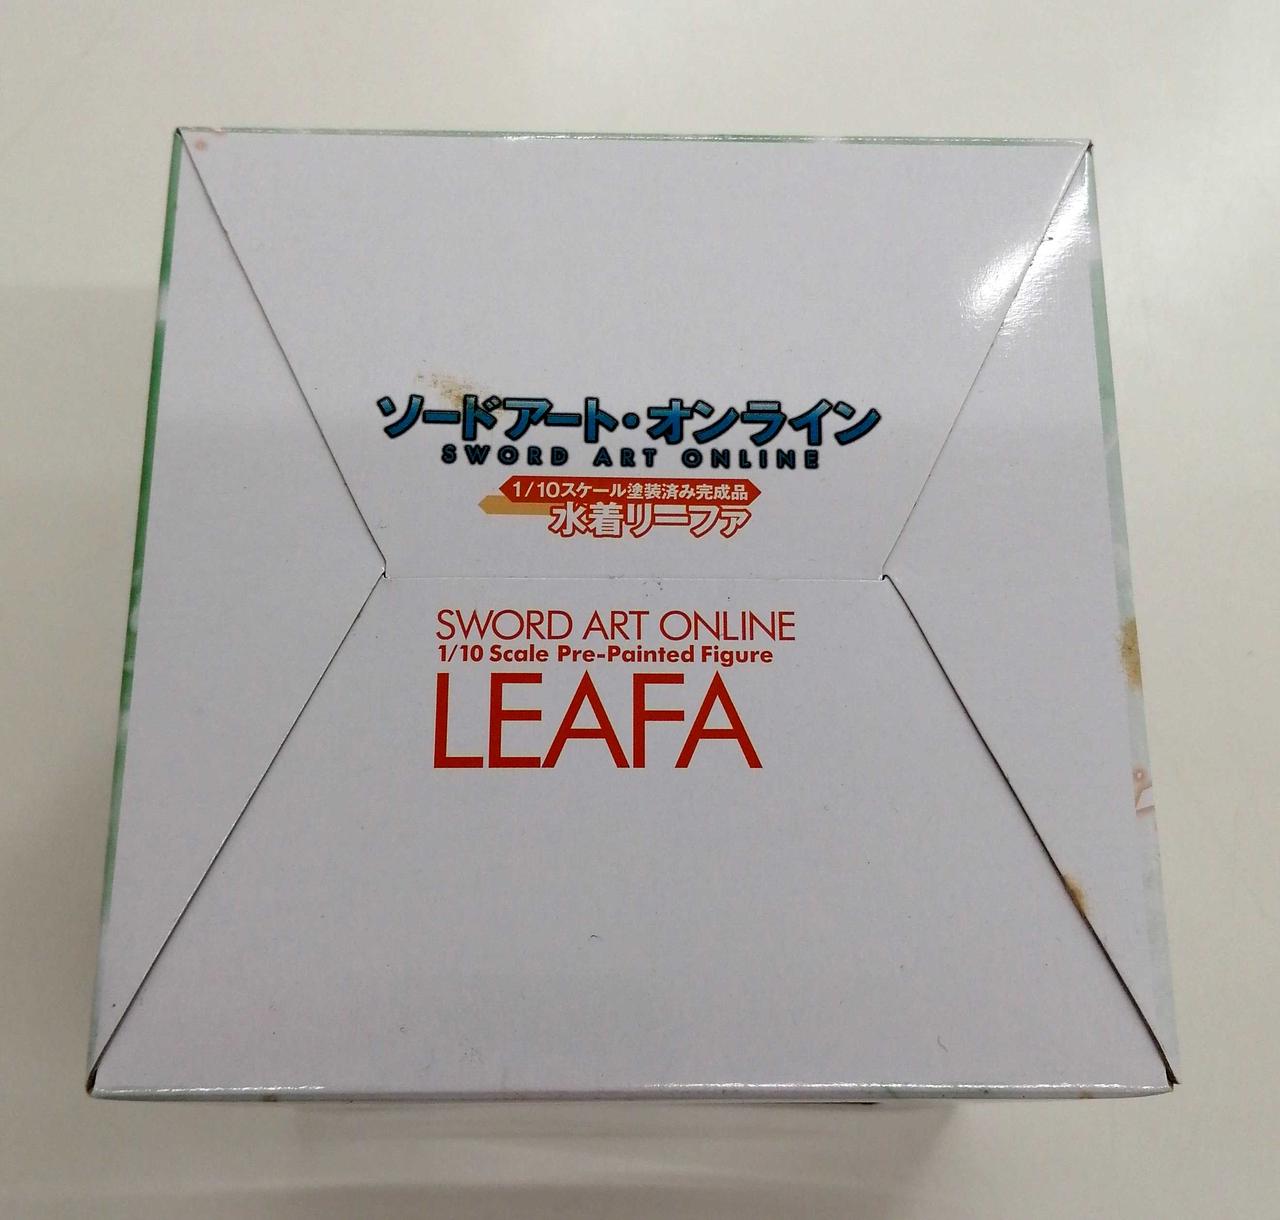 ソードアート・オンライン
SWORD ART ONLINE
1/10スケール塗装済み完成品
水着リーファ
SWORD ART ONLINE
1/10 Scale Pre-Painted Figure
LEAFA